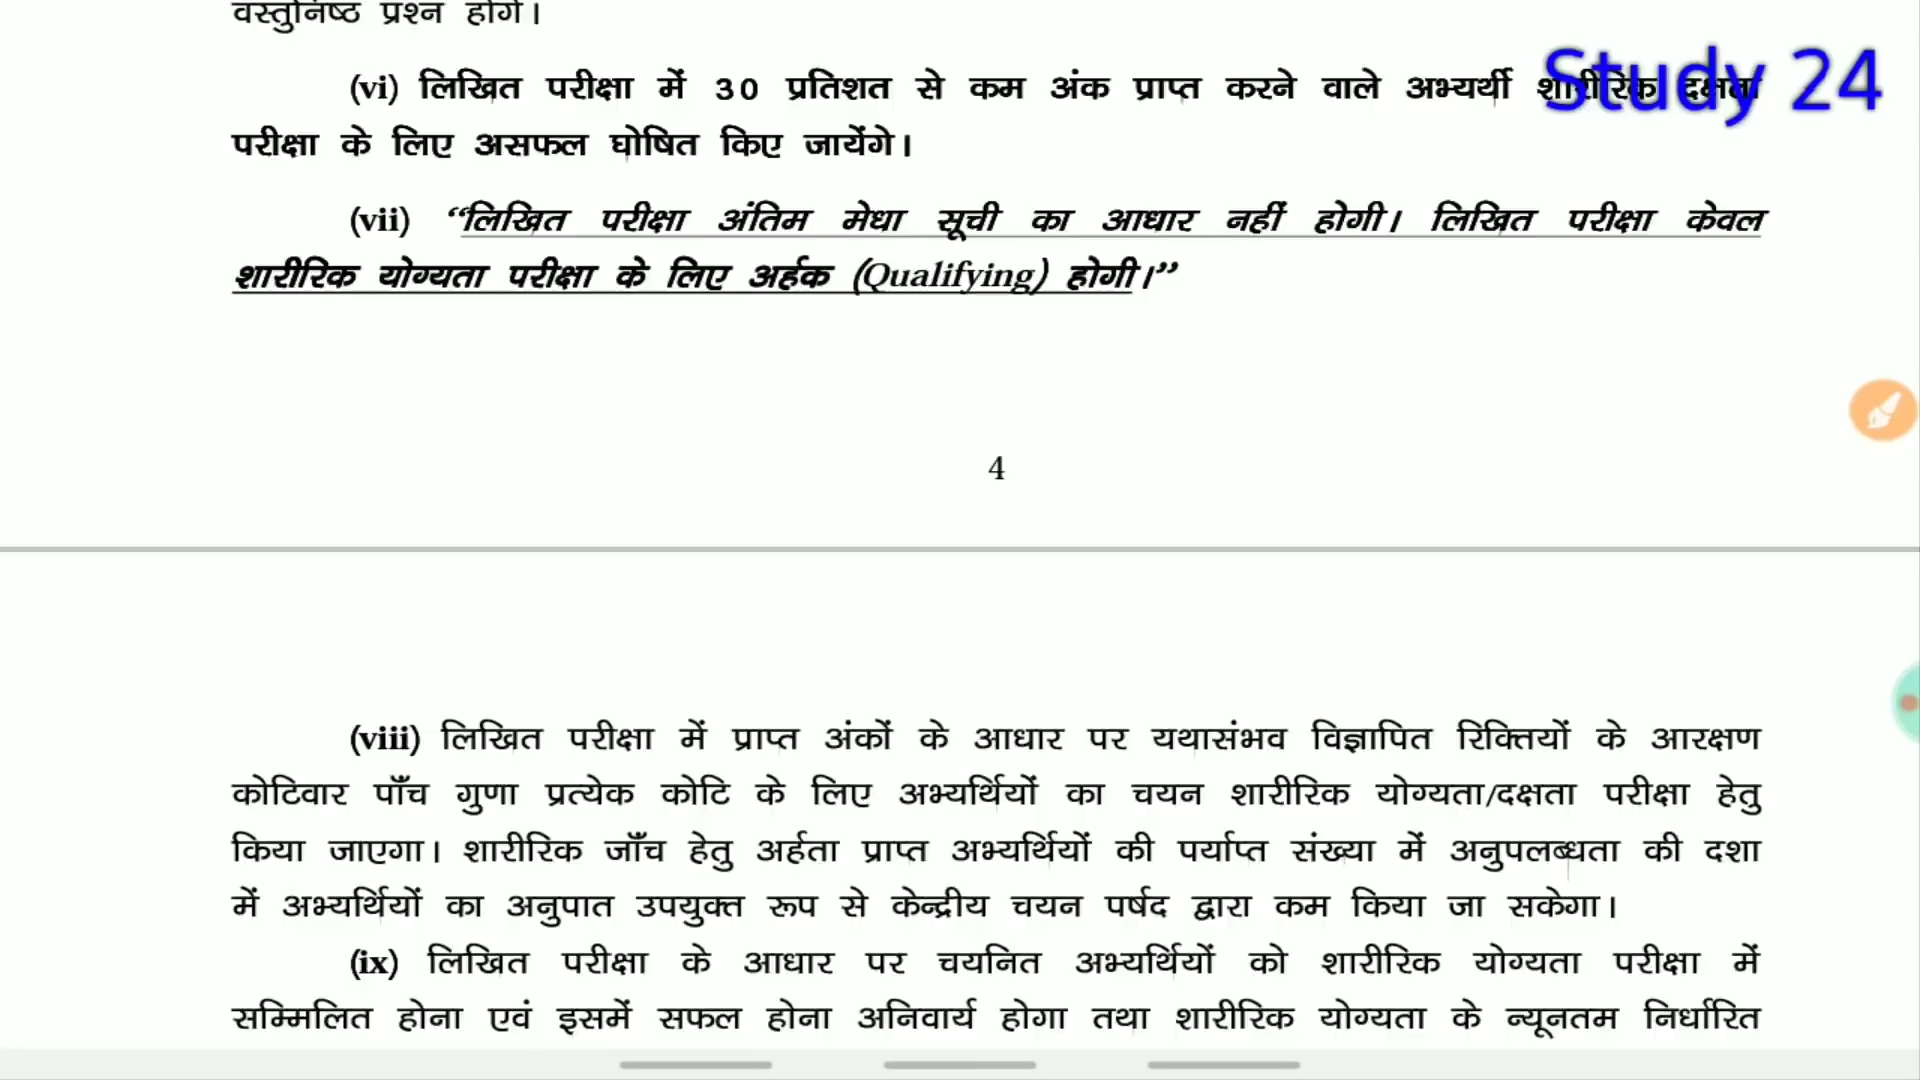 वस्तुनिष्ठ प्रश्न होंगे।
Study 24
(vi) लिखित परीक्षा में 30 प्रतिशत से कम अंक प्राप्त करने वाले अभ्यर्थी शारीरिक दक्षता
परीक्षा के लिए असफल घोषित किए जायेंगे।
(vii) “लिखित परीक्षा अंतिम मेधा सूची का आधार नहीं होगी। लिखित परीक्षा केवल
शारीरिक योग्यता परीक्षा के लिए अर्हक (Qualifying) होगी।”
4
(viii) लिखित परीक्षा में प्राप्त अंकों के आधार पर यथासंभव विज्ञापित रिक्तियों के आरक्षण
कोटिवार पाँच गुणा प्रत्येक कोटि के लिए अभ्यर्थियों का चयन शारीरिक योग्यता/दक्षता परीक्षा हेतु
किया जाएगा। शारीरिक जाँच हेतु अर्हता प्राप्त अभ्यर्थियों की पर्याप्त संख्या में अनुपलब्धता की दशा
में अभ्यर्थियों का अनुपात उपयुक्त रूप से केन्द्रीय चयन पर्षद द्वारा कम किया जा सकेगा।
(ix) लिखित परीक्षा के आधार पर चयनित अभ्यर्थियों को शारीरिक योग्यता परीक्षा में
सम्मिलित होना एवं इसमें सफल होना अनिवार्य होगा तथा शारीरिक योग्यता के न्यूनतम निर्धारित